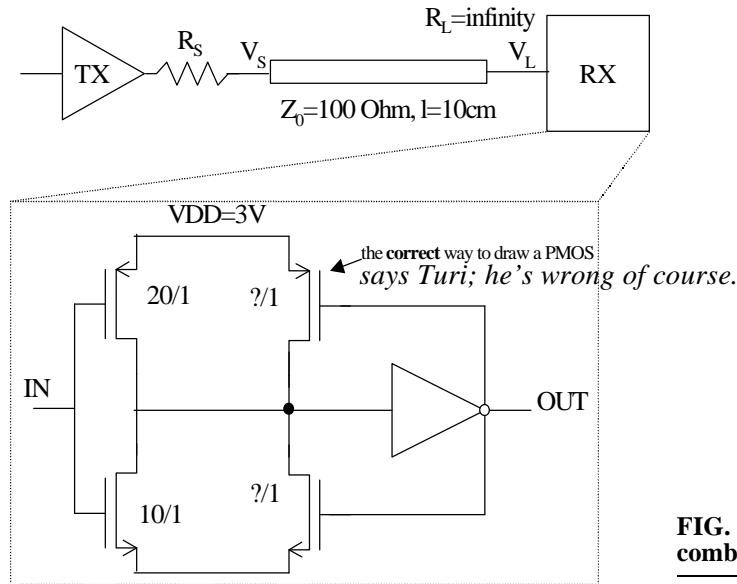 R_L=infinity
TX
R_S
V_S
V_L
RX
Z_0=100 Ohm, l=10cm
VDD=3V
the correct way to draw a PMOS
says Turi; he's wrong of course.
20/1
?/1
IN
OUT
10/1
?/1
FIG.
comb